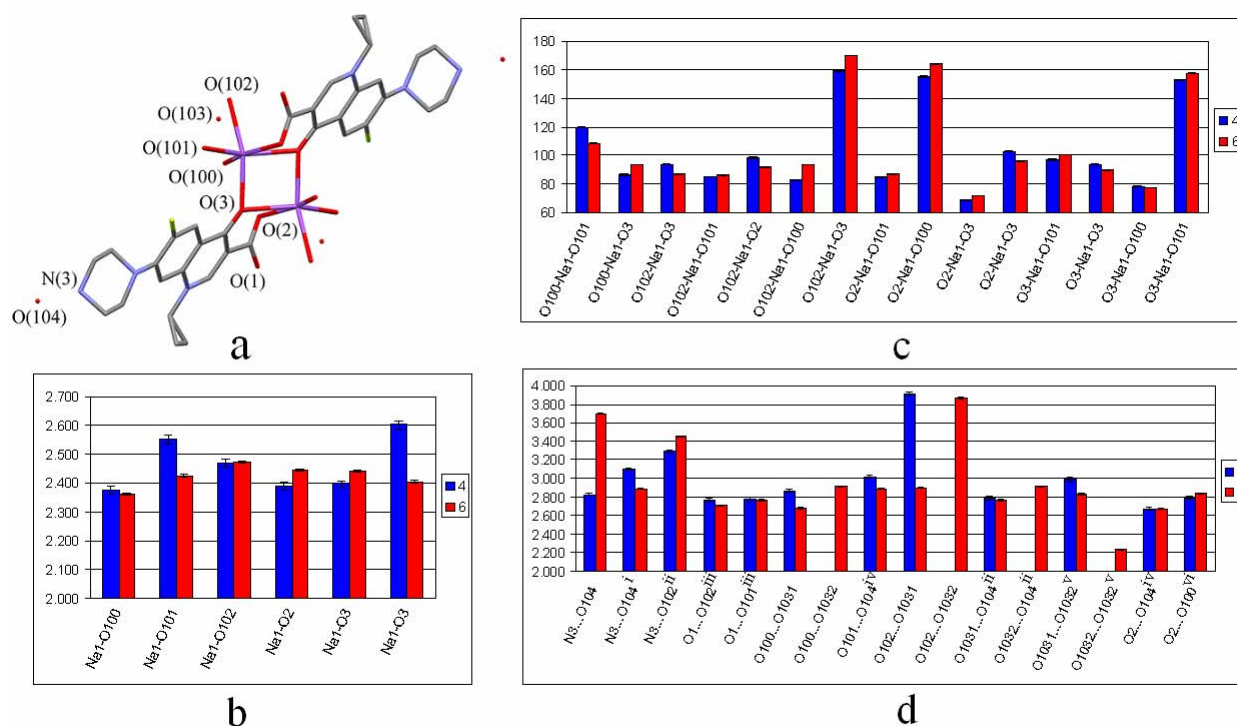 O(102)
O(103)
O(101)
O(100)
O(3)
O(2)
N(3)
O(1)
O(104)
a
180
160
140
120
100
80
60
O100-Na1-O101
O100-Na1-O3
O102-Na1-O3
O102-Na1-O101
O102-Na1-O2
O102-Na1-O100
O102-Na1-O3
O2-Na1-O101
O2-Na1-O100
O2-Na1-O3
O2-Na1-O3
O3-Na1-O101
O3-Na1-O3
O3-Na1-O100
O3-Na1-O101
4
6
c
2.700
2.600
2.500
2.400
2.300
2.200
2.100
2.000
Na1-O100
Na1-O101
Na1-O102
Na1-O2
Na1-O3
Na1-O3
4
6
b
4.000
3.800
3.600
3.400
3.200
3.000
2.800
2.600
2.400
2.200
2.000
N3...O104
N3...O104 i
N3...O102 ii
O1...O102 iii
O1...O101 iii
O100...O1031
O100...O1032
O101...O104 iv
O102...O1031
O102...O1032
O1031...O104 ii
O1032...O104 ii
O1031...O1032 v
O1032...O1032 v
O2...O104 iv
O2...O100 vi
d